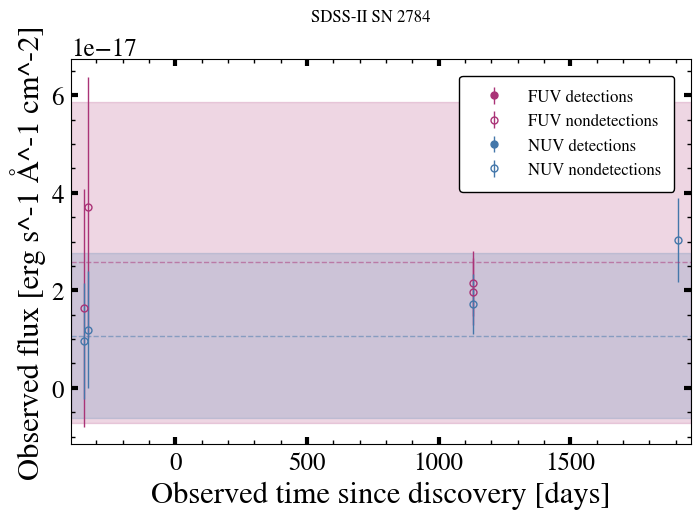 SDSS-II SN 2784
1e−17
Observed flux [erg s^-1 Å^-1 cm^-2]
6
4
2
0
FUV detections
FUV nondetections
NUV detections
NUV nondetections
0 500 1000 1500
Observed time since discovery [days]